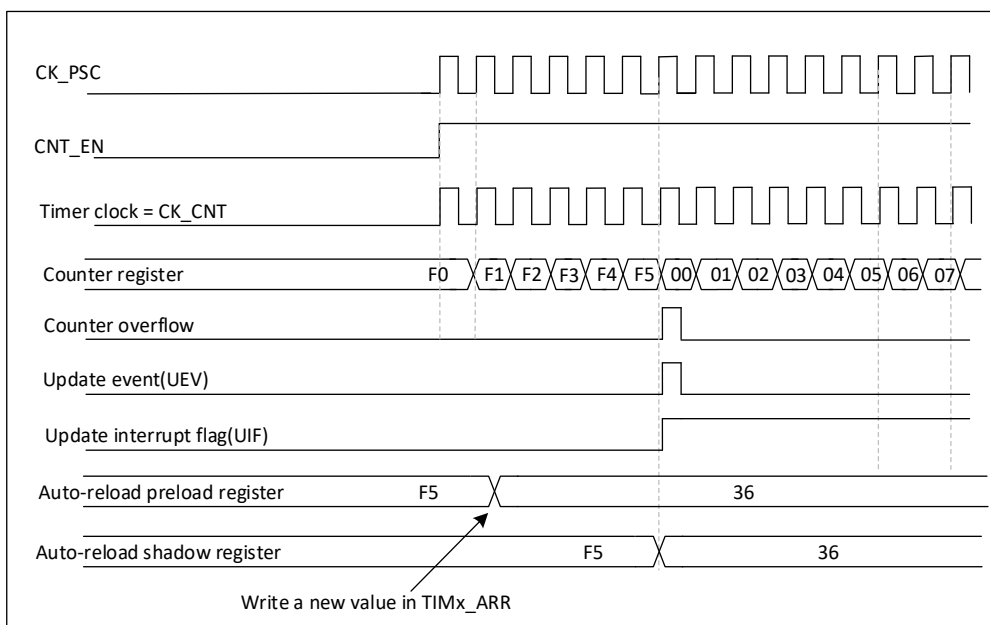 CK_PSC
CNT_EN
Timer clock = CK_CNT
Counter register F0 F1 F2 F3 F4 F5 00 01 02 03 04 05 06 07
Counter overflow
Update event(UEV)
Update interrupt flag(UIF)
Auto-reload preload register F5 36
Auto-reload shadow register F5 36
Write a new value in TIMx_ARR